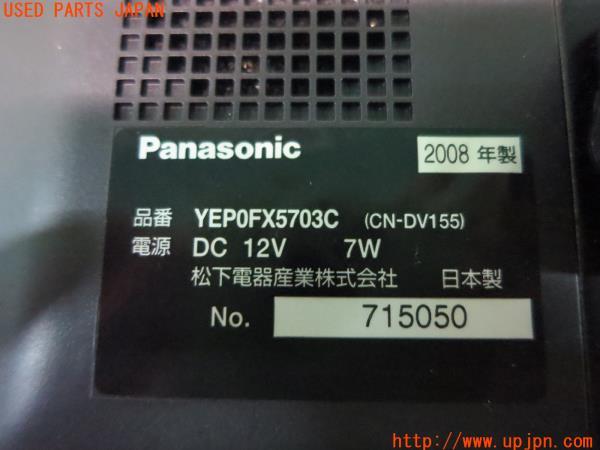 USED PARTS JAPAN
Panasonic
2008 年製
品番 YEP0FX5703C (CN-DV155)
電源 DC 12V 7W
松下電器産業株式会社 日本製
No. 715050
http://www.upjpn.com/